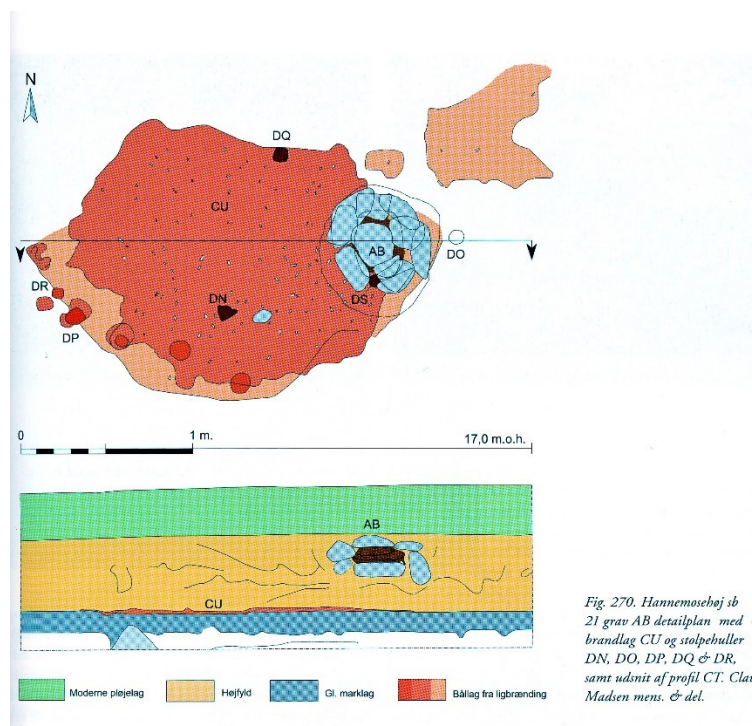 N
DQ
CU
AB
DO
DR
DN
DS
DP
0
1 m.
17,0 m.o.h.
AB
CU
Fig. 270. Hannemosehøj sb
21 grav AB detailplan med
brandlag CU og stolpehuller
DN, DO, DP, DQ & DR,
samt udsnit af profil CT.
Madsen mens. & del.
Moderne pløjelag
Højfyld
Gl. marklag
Bållag fra ligbrænding